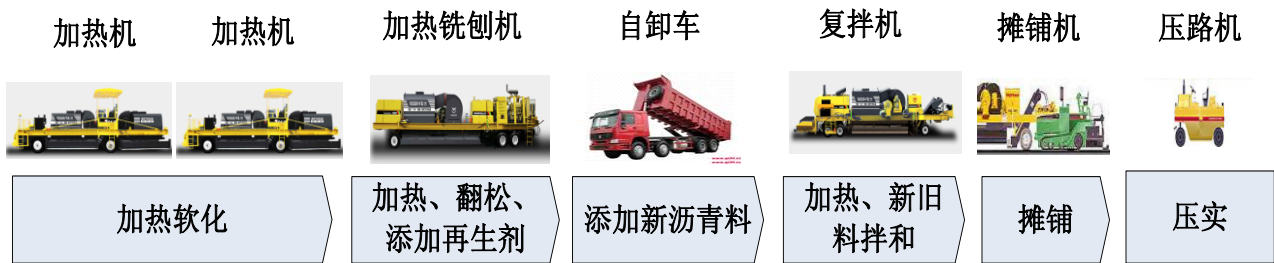 加热机
加热机
加热铣刨机
自卸车
复拌机
摊铺机
压路机
加热软化
加热、翻松、
添加再生剂
添加新沥青料
加热、新旧
料拌和
摊铺
压实